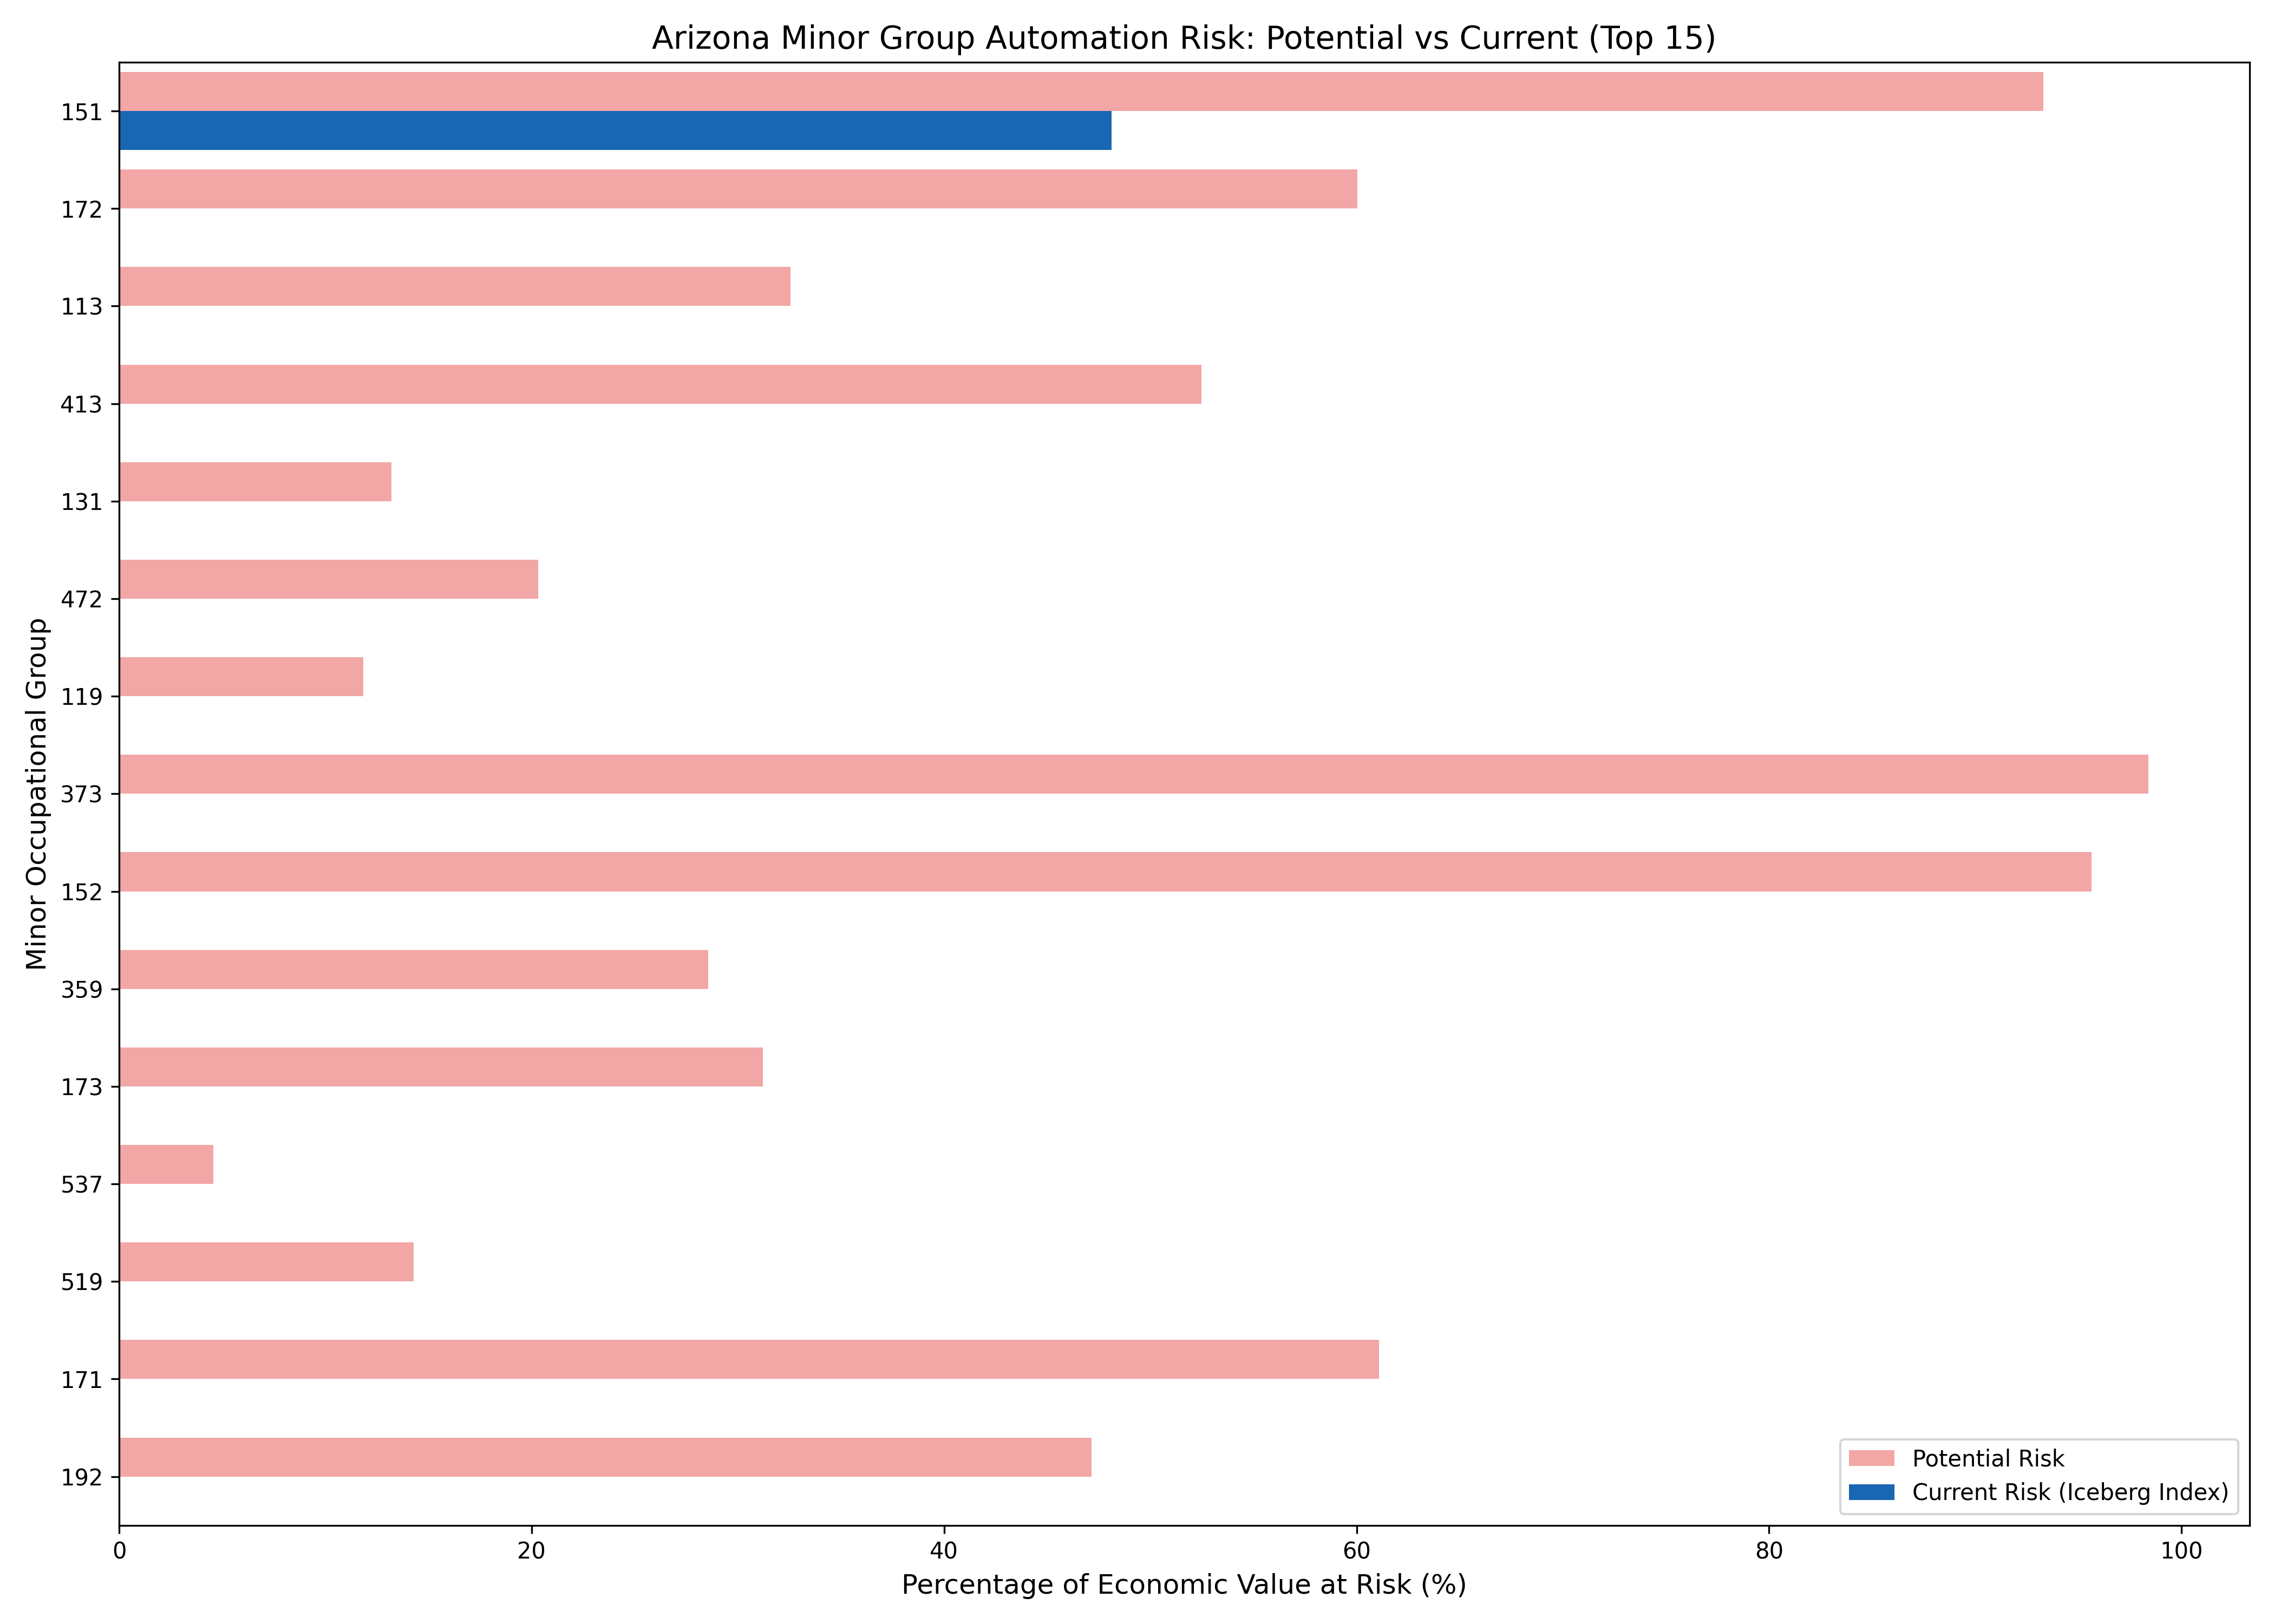 Arizona Minor Group Automation Risk: Potential vs Current (Top 15)
Minor Occupational Group
151
172
113
413
131
472
119
373
152
359
173
537
519
171
192
0 20 40 60 80 100
Percentage of Economic Value at Risk (%)
Potential Risk
Current Risk (Iceberg Index)